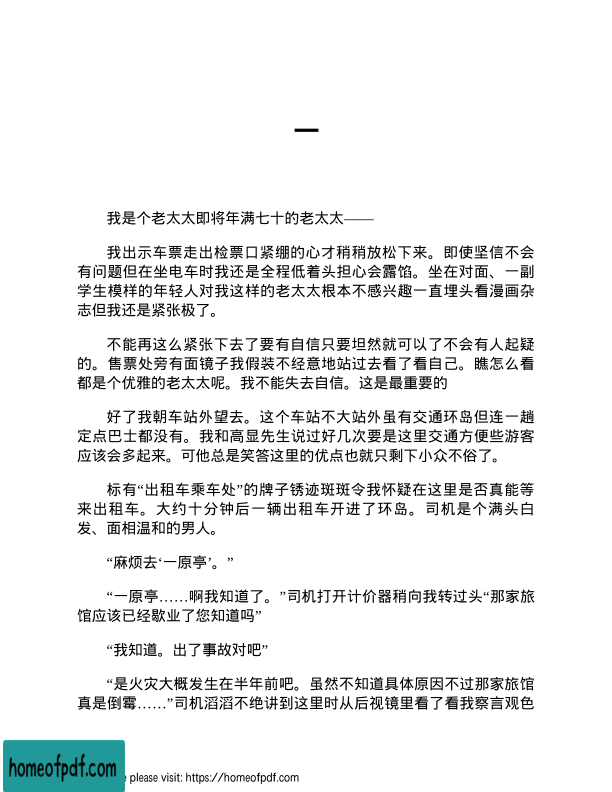 一
我是个老太太即将年满七十的老太太——
我出示车票走出检票口紧绷的心才稍稍放松下来。即使坚信不会
有问题但在坐电车时我还是全程低着头担心会露馅。坐在对面、一副
学生模样的年轻人对我这样的老太太根本不感兴趣一直埋头看漫画杂
志但我还是紧张极了。
不能再这么紧张下去了要有自信只要坦然就可以了不会有人起疑
的。售票处旁有面镜子我假装不经意地站过去看了看自己。瞧怎么看
都是个优雅的老太太呢。我不能失去自信。这是最重要的
好了我朝车站外望去。这个车站不大站外虽有交通环岛但连一趟
定点巴士都没有。我和高显先生说过好几次要是这里交通方便些游客
应该会多起来。可他总是笑答这里的优点也就只剩下小众不俗了。
标有“出租车乘车处”的牌子锈迹斑斑令我怀疑在这里是否真能等
来出租车。大约十分钟后一辆出租车开进了环岛。司机是个满头白
发、面相温和的男人。
“麻烦去‘一原亭’。”
“一原亭……啊我知道了。”司机打开计价器稍向我转过头“那家旅
馆应该已经歇业了您知道吗”
“我知道。出了事故对吧”
“是火灾大概发生在半年前吧。虽然不知道具体原因不过那家旅馆
真是倒霉……”司机滔滔不绝讲到这里时从后视镜里看了看我察言观色
homeofpdf.com
e please visit: https://homeofpdf.com